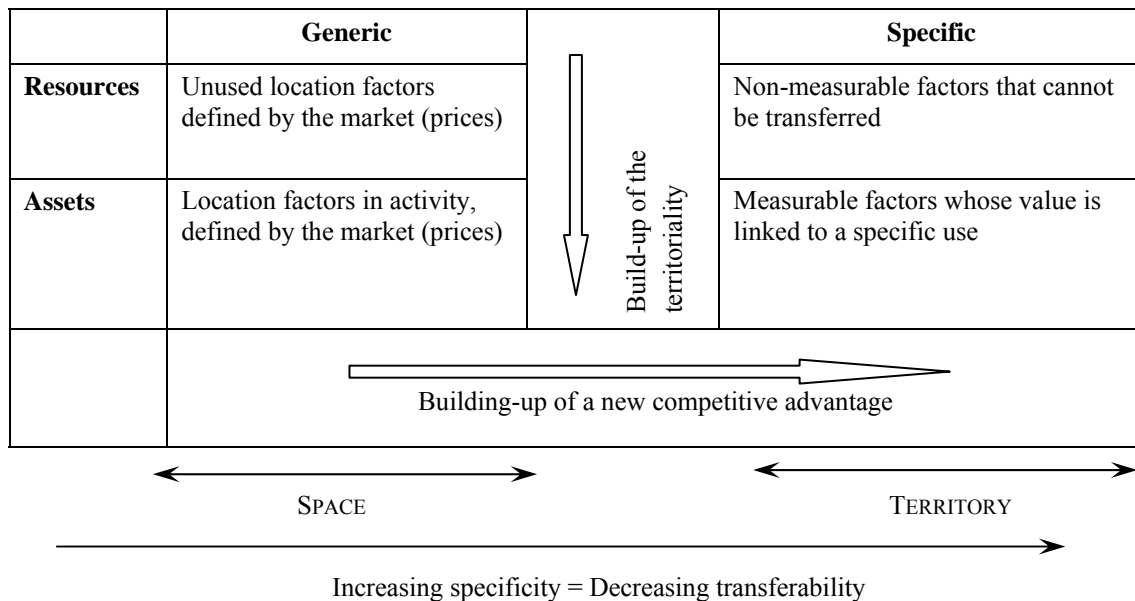 Generic
Specific
Resources
Unused location factors
defined by the market (prices)
Non-measurable factors that cannot
be transferred
Build-up of the
territoriality
Assets
Location factors in activity,
defined by the market (prices)
Measurable factors whose value is
linked to a specific use
Building-up of a new competitive advantage
SPACE
TERRITORY
Increasing specificity = Decreasing transferability